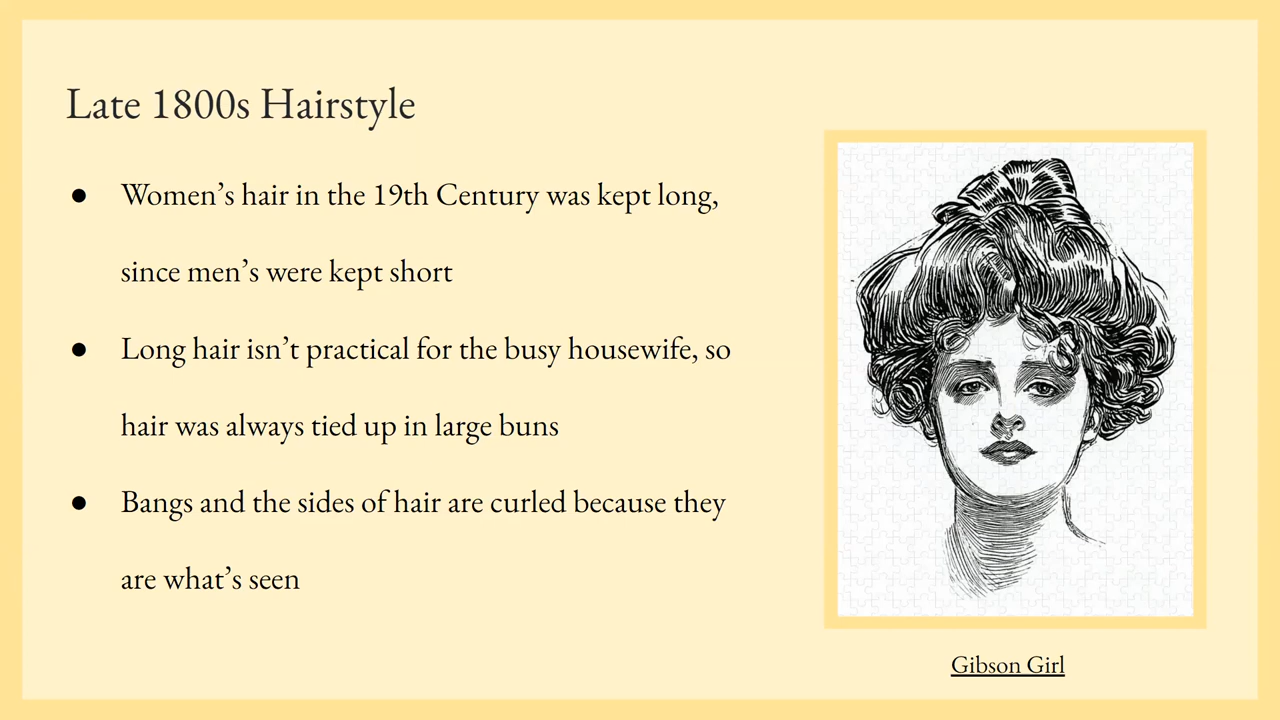 Late 1800s Hairstyle
● Women’s hair in the 19th Century was kept long,
since men’s were kept short
● Long hair isn’t practical for the busy housewife, so
hair was always tied up in large buns
● Bangs and the sides of hair are curled because they
are what’s seen
Gibson Girl